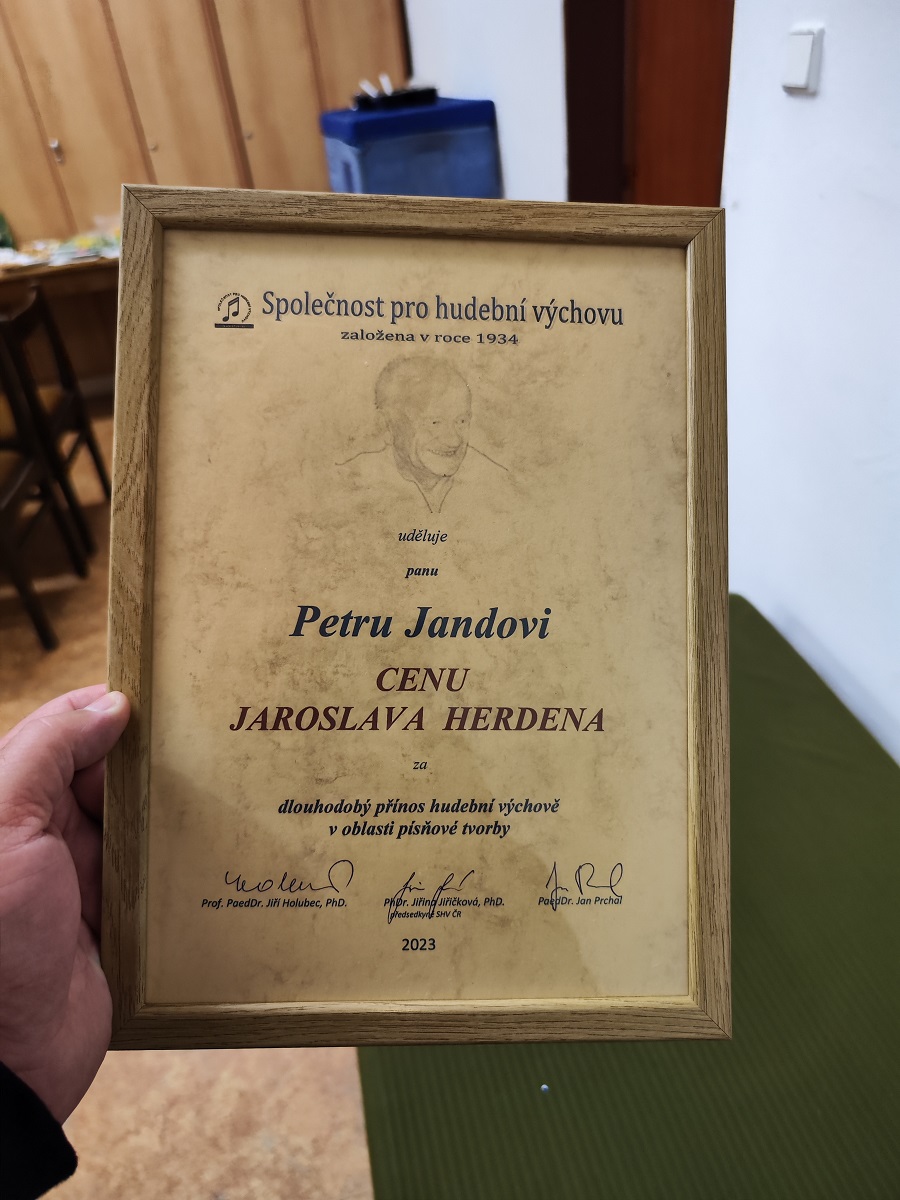 Společnost pro hudební výchovu
založena v roce 1934
uděluje
panu
Petru Jandovi
CENU
JAROSLAVA HERDENA
za
dlouhodobý přínos hudební výchově
v oblasti písňové tvorby
Prof. PaedDr. Jiří Holubec, PhD.
PhDr. Jiřina Jiřičková, PhD.
předsedkyně SHV ČR
PaedDr. Jan Prchal
2023